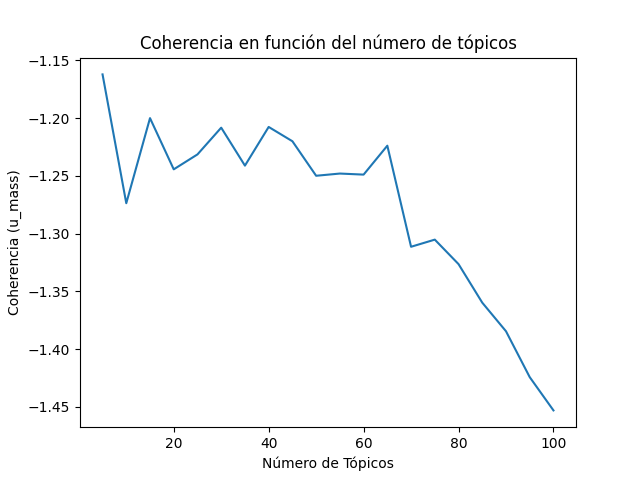 Coherencia en función del número de tópicos
−1.15
−1.20
−1.25
−1.30
−1.35
−1.40
−1.45
Coherencia (u_mass)
20 40 60 80 100
Número de Tópicos